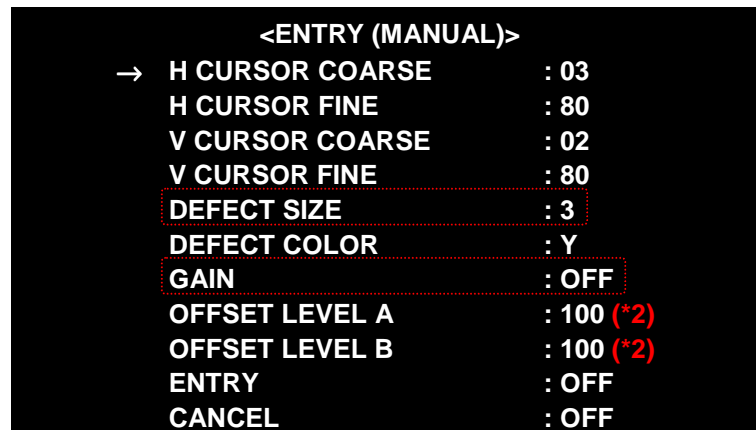 <ENTRY (MANUAL)>
→ H CURSOR COARSE : 03
H CURSOR FINE : 80
V CURSOR COARSE : 02
V CURSOR FINE : 80
DEFECT SIZE : 3
DEFECT COLOR : Y
GAIN : OFF
OFFSET LEVEL A : 100 (*2)
OFFSET LEVEL B : 100 (*2)
ENTRY : OFF
CANCEL : OFF